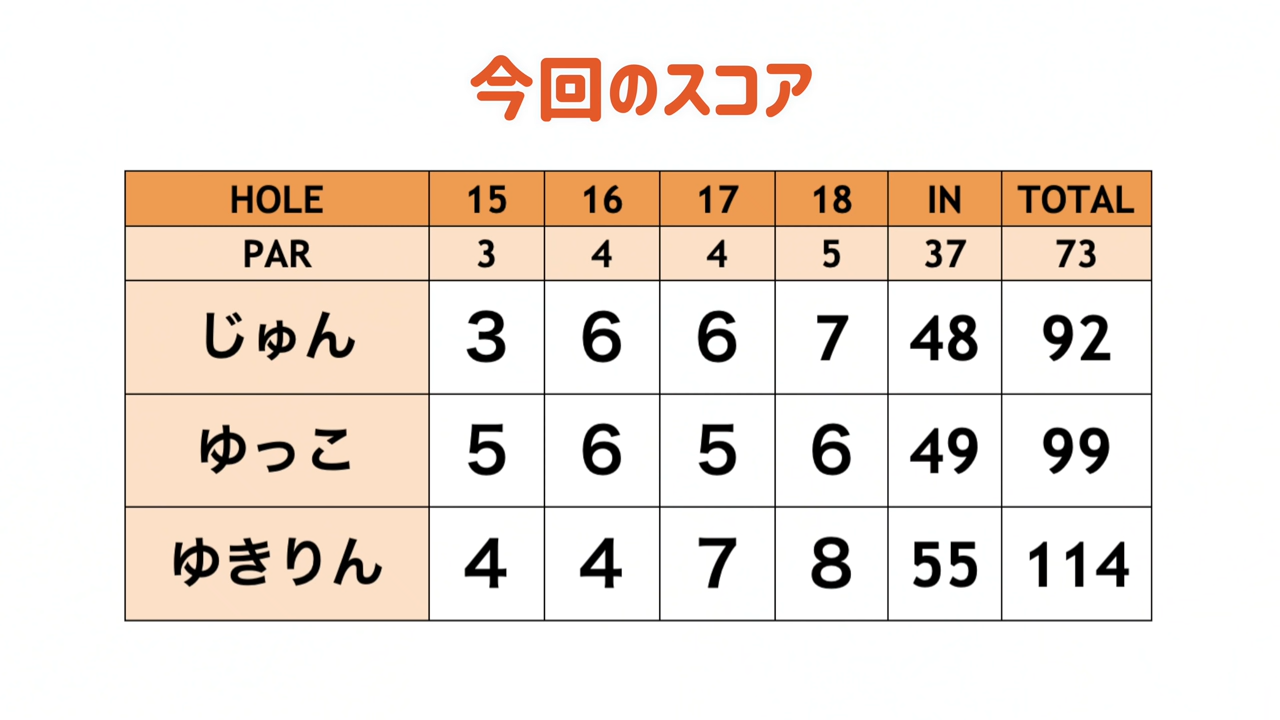 今回のスコア
HOLE 15 16 17 18 IN TOTAL
PAR 3 4 4 5 37 73
じゅん 3 6 6 7 48 92
ゆっこ 5 6 5 6 49 99
ゆきりん 4 4 7 8 55 114